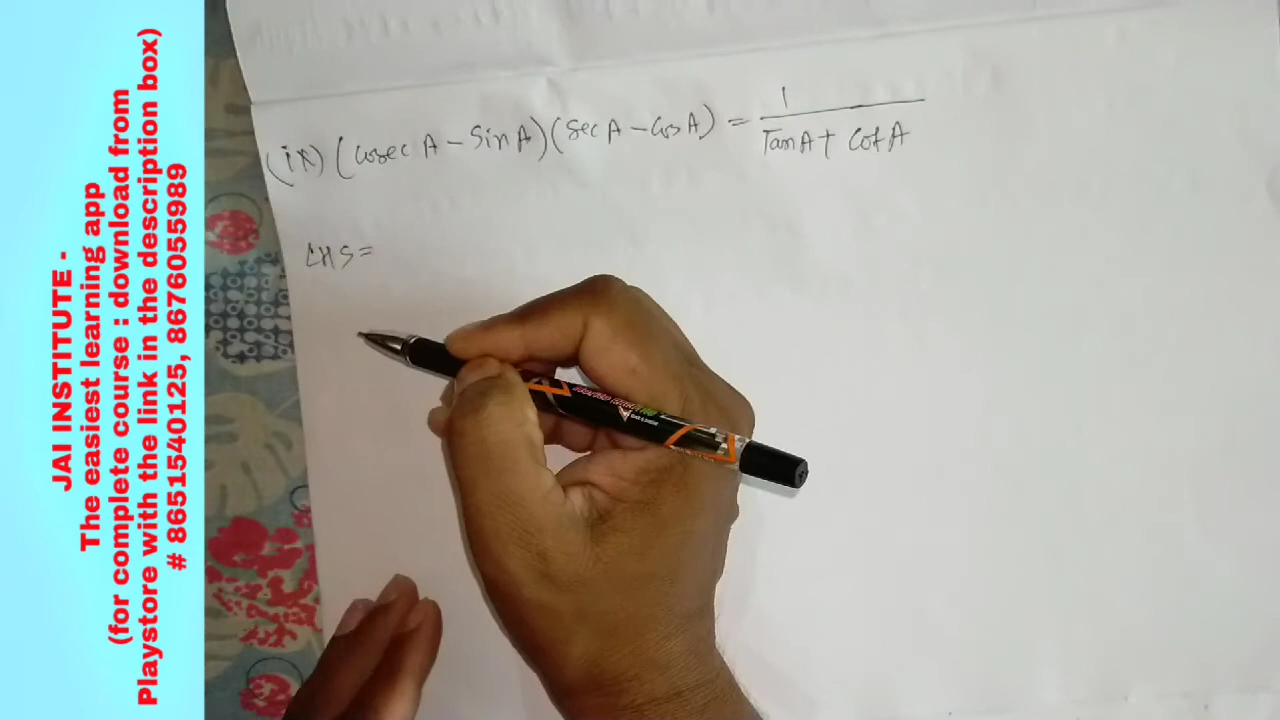 JAI INSTITUTE -
The easiest learning app
(for complete course : download from
Playstore with the link in the description box)
# 8651540125, 8676055989
(ix) (Cosec A - Sin A) (Sec A - Cos A) = 1 / Tan A + Cot A
LHS =